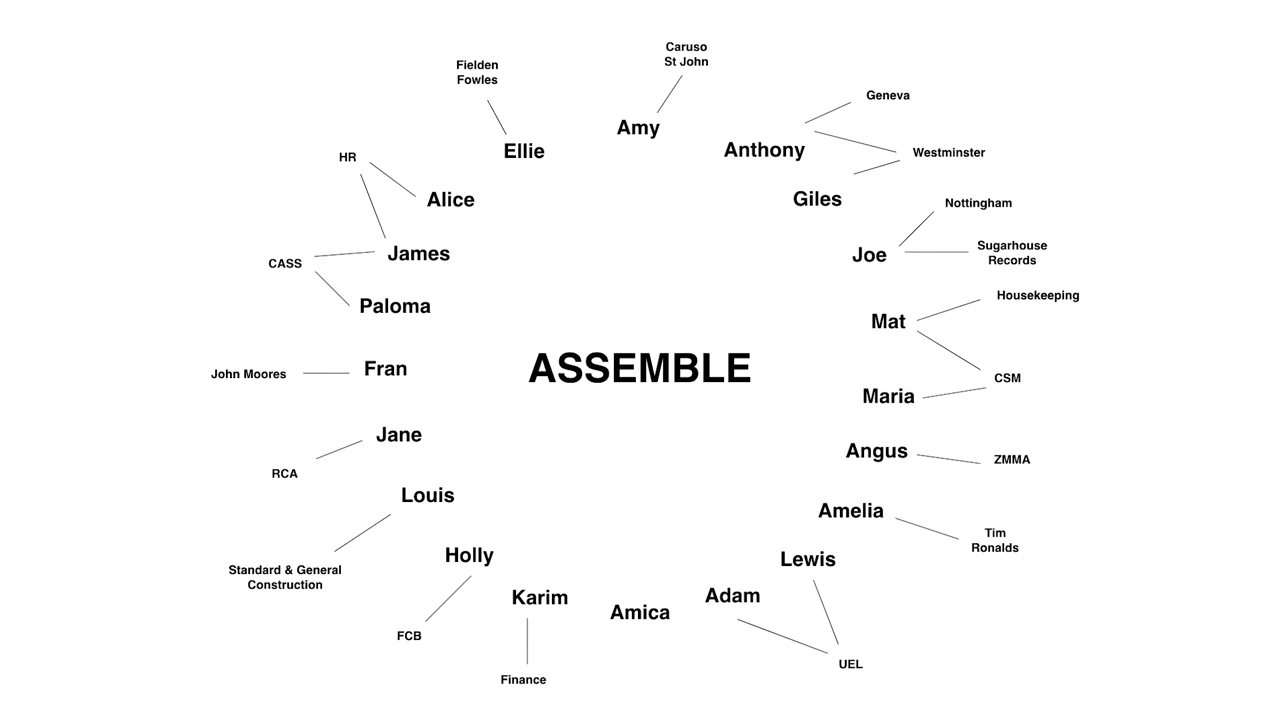 Caruso
St John
Fielden
Fowles
Geneva
Amy
Anthony
Ellie
Westminster
HR
Alice
Giles
Nottingham
James
Joe
Sugarhouse
Records
CASS
Paloma
Housekeeping
Mat
John Moores
Fran
ASSEMBLE
CSM
Maria
Jane
Angus
ZMMA
RCA
Louis
Amelia
Tim
Ronalds
Standard & General
Construction
Holly
Lewis
Karim
Amica
Adam
FCB
UEL
Finance